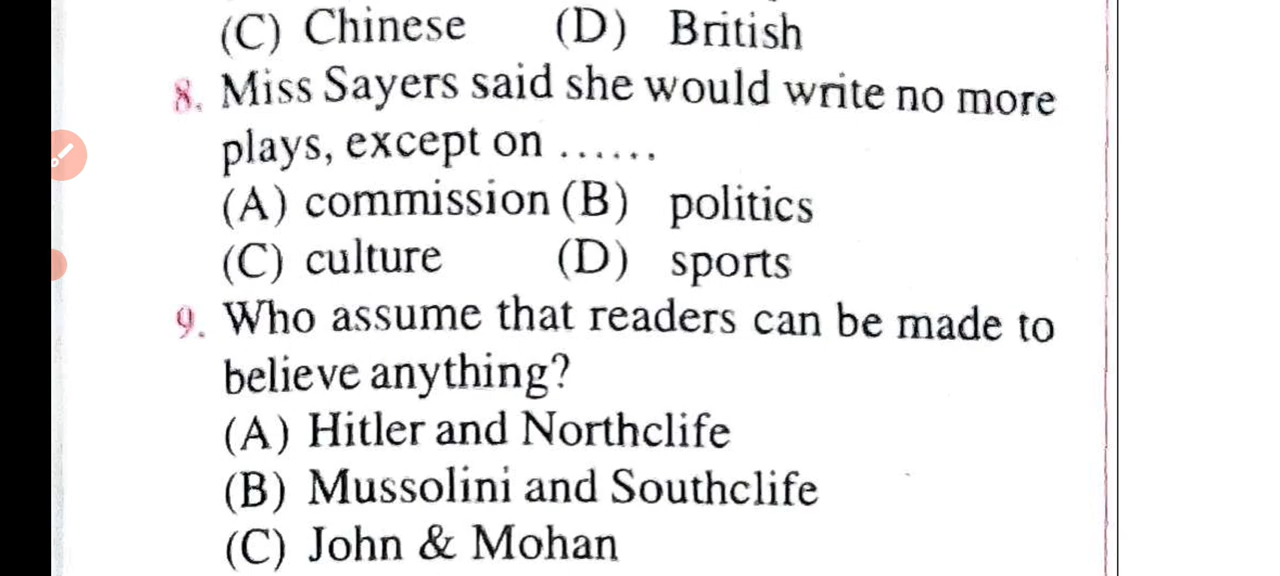 (C) Chinese (D) British
8. Miss Sayers said she would write no more
plays, except on ......
(A) commission (B) politics
(C) culture (D) sports
9. Who assume that readers can be made to
believe anything?
(A) Hitler and Northclife
(B) Mussolini and Southclife
(C) John & Mohan